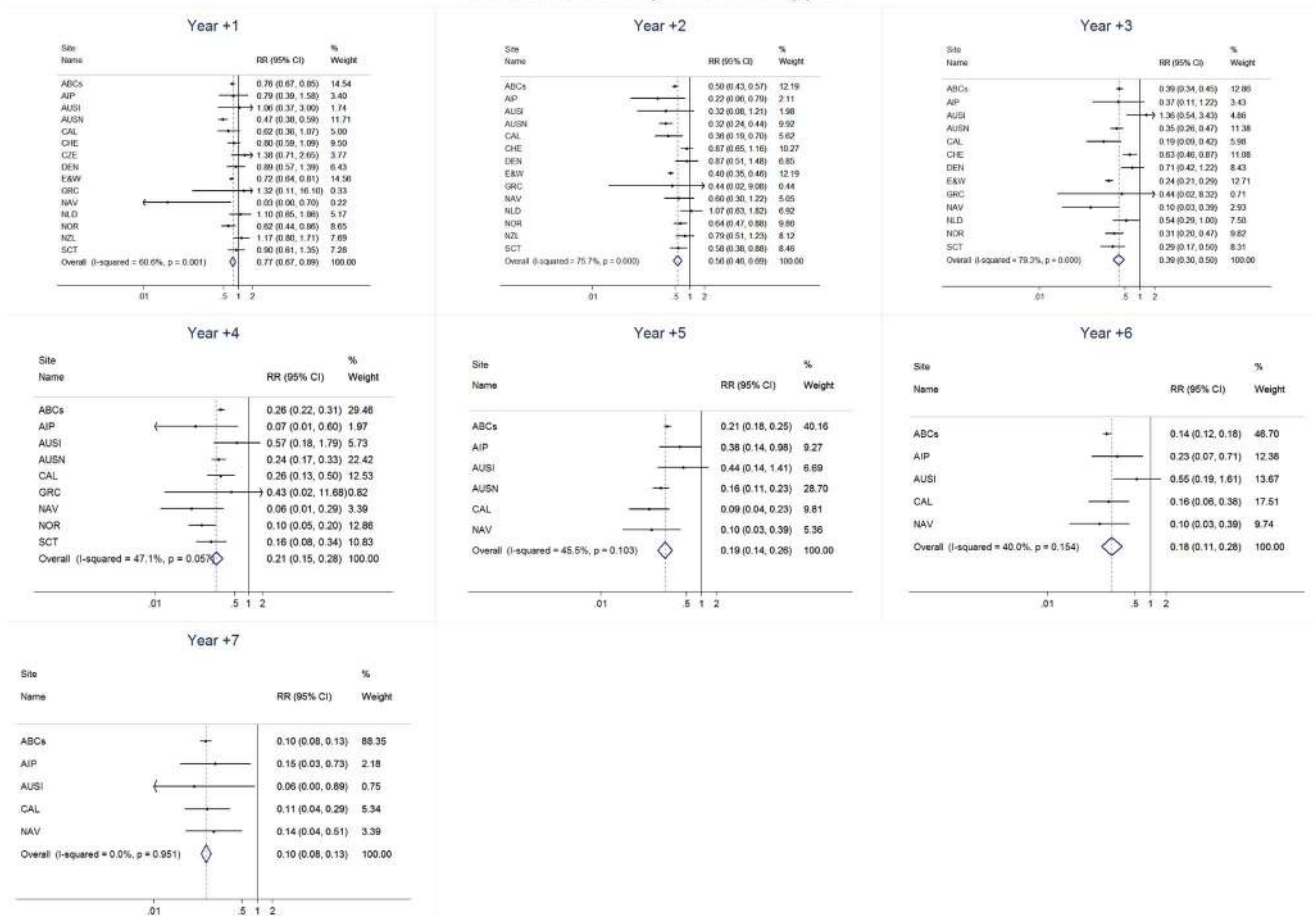 Year +1
Site %
Name RR (95% CI) Weight
ABCs 0.76 (0.67, 0.85) 14.54
AIP 0.79 (0.39, 1.58) 3.40
AUSI 1.06 (0.37, 3.00) 1.74
AUSN 0.47 (0.38, 0.59) 11.71
CAL 0.62 (0.36, 1.07) 5.00
CHE 0.80 (0.59, 1.09) 9.50
CZE 1.38 (0.71, 2.65) 3.77
DEN 0.89 (0.57, 1.39) 6.43
E&W 0.72 (0.64, 0.81) 14.56
GRC 1.32 (0.11, 16.10) 0.33
NAV 0.03 (0.00, 0.70) 0.22
NLD 1.10 (0.65, 1.86) 5.17
NOR 0.62 (0.44, 0.86) 8.65
NZL 1.17 (0.80, 1.71) 7.69
SCT 0.90 (0.61, 1.35) 7.28
Overall (I-squared = 60.6%, p = 0.001) 0.77 (0.67, 0.89) 100.00
.01 .5 1 2
Year +2
Site %
Name RR (95% CI) Weight
ABCs 0.50 (0.43, 0.57) 12.19
AIP 0.22 (0.06, 0.79) 2.11
AUSI 0.32 (0.08, 1.21) 1.98
AUSN 0.32 (0.24, 0.44) 9.92
CAL 0.36 (0.19, 0.70) 5.62
CHE 0.87 (0.65, 1.16) 10.27
DEN 0.87 (0.51, 1.48) 6.85
E&W 0.40 (0.35, 0.46) 12.19
GRC 0.44 (0.02, 9.08) 0.44
NAV 0.60 (0.30, 1.22) 5.05
NLD 1.07 (0.63, 1.82) 6.92
NOR 0.64 (0.47, 0.88) 9.86
NZL 0.79 (0.51, 1.23) 8.12
SCT 0.58 (0.38, 0.88) 8.46
Overall (I-squared = 75.7%, p = 0.000) 0.56 (0.46, 0.69) 100.00
.01 .5 1 2
Year +3
Site %
Name RR (95% CI) Weight
ABCs 0.39 (0.34, 0.45) 12.86
AIP 0.37 (0.11, 1.22) 3.43
AUSI 1.36 (0.54, 3.43) 4.86
AUSN 0.35 (0.26, 0.47) 11.38
CAL 0.19 (0.09, 0.42) 5.98
CHE 0.63 (0.46, 0.87) 11.08
DEN 0.71 (0.42, 1.22) 8.43
E&W 0.24 (0.21, 0.29) 12.71
GRC 0.44 (0.02, 8.32) 0.71
NAV 0.10 (0.03, 0.39) 2.93
NLD 0.54 (0.29, 1.00) 7.50
NOR 0.31 (0.20, 0.47) 9.82
SCT 0.29 (0.17, 0.50) 8.31
Overall (I-squared = 79.3%, p = 0.000) 0.39 (0.30, 0.50) 100.00
.01 .5 1 2
Year +4
Site %
Name RR (95% CI) Weight
ABCs 0.26 (0.22, 0.31) 29.46
AIP 0.07 (0.01, 0.60) 1.97
AUSI 0.57 (0.18, 1.79) 5.73
AUSN 0.24 (0.17, 0.33) 22.42
CAL 0.26 (0.13, 0.50) 12.53
GRC 0.43 (0.02, 11.68) 0.82
NAV 0.06 (0.01, 0.29) 3.39
NOR 0.10 (0.05, 0.20) 12.86
SCT 0.16 (0.08, 0.34) 10.83
Overall (I-squared = 47.1%, p = 0.057) 0.21 (0.15, 0.28) 100.00
.01 .5 1 2
Year +5
Site %
Name RR (95% CI) Weight
ABCs 0.21 (0.18, 0.25) 40.16
AIP 0.38 (0.14, 0.98) 9.27
AUSI 0.44 (0.14, 1.41) 6.69
AUSN 0.16 (0.11, 0.23) 28.70
CAL 0.09 (0.04, 0.23) 9.81
NAV 0.10 (0.03, 0.39) 5.36
Overall (I-squared = 45.5%, p = 0.103) 0.19 (0.14, 0.26) 100.00
.01 .5 1 2
Year +6
Site %
Name RR (95% CI) Weight
ABCs 0.14 (0.12, 0.18) 46.70
AIP 0.23 (0.07, 0.71) 12.38
AUSI 0.55 (0.19, 1.61) 13.67
CAL 0.16 (0.06, 0.38) 17.51
NAV 0.10 (0.03, 0.39) 9.74
Overall (I-squared = 40.0%, p = 0.154) 0.18 (0.11, 0.28) 100.00
.01 .5 1 2
Year +7
Site %
Name RR (95% CI) Weight
ABCs 0.10 (0.08, 0.13) 88.35
AIP 0.15 (0.03, 0.73) 2.18
AUSI 0.06 (0.00, 0.89) 0.75
CAL 0.11 (0.04, 0.29) 5.34
NAV 0.14 (0.04, 0.51) 3.39
Overall (I-squared = 0.0%, p = 0.951) 0.10 (0.08, 0.13) 100.00
.01 .5 1 2